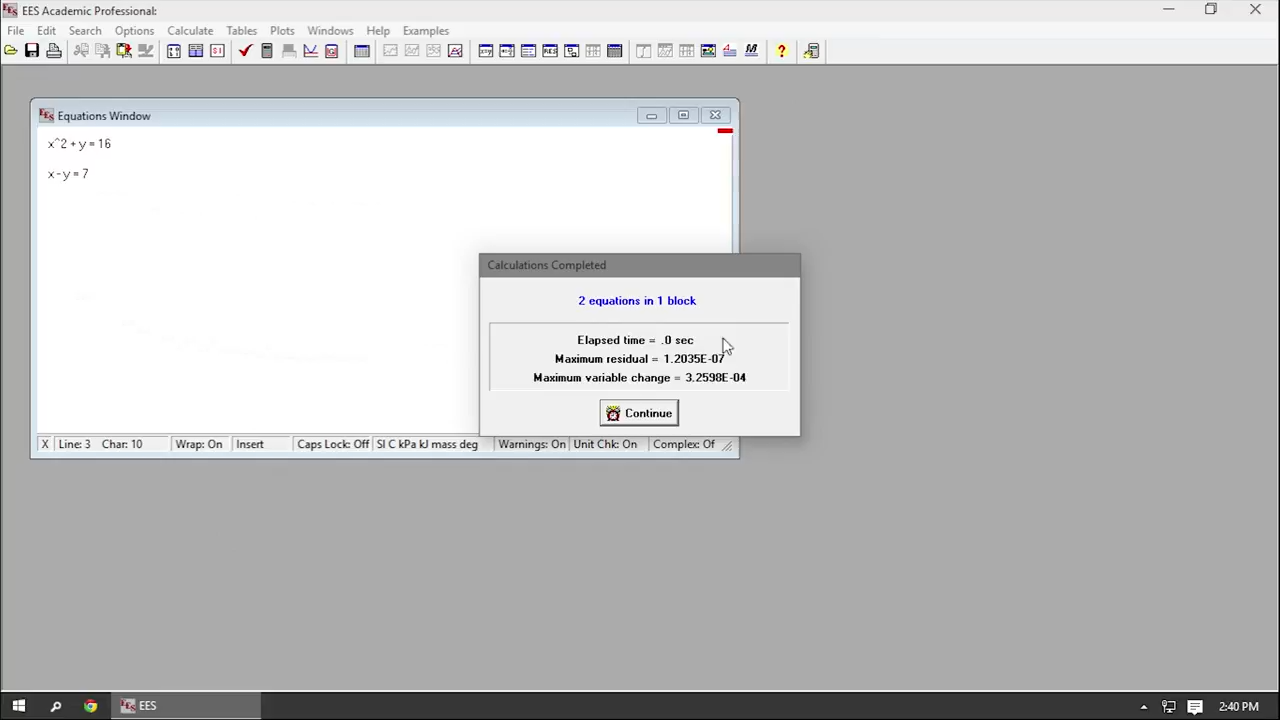 EES Academic Professional:
File Edit Search Options Calculate Tables Plots Windows Help Examples
EES Equations Window
x^2 + y = 16
x - y = 7
Calculations Completed
2 equations in 1 block
Elapsed time = .0 sec
Maximum residual = 1.2035E-07
Maximum variable change = 3.2598E-04
Continue
X Line: 3 Char: 10 Wrap: On Insert Caps Lock: Off SI C kPa kJ mass deg Warnings: On Unit Chk: On Complex: Of
EES 2:40 PM